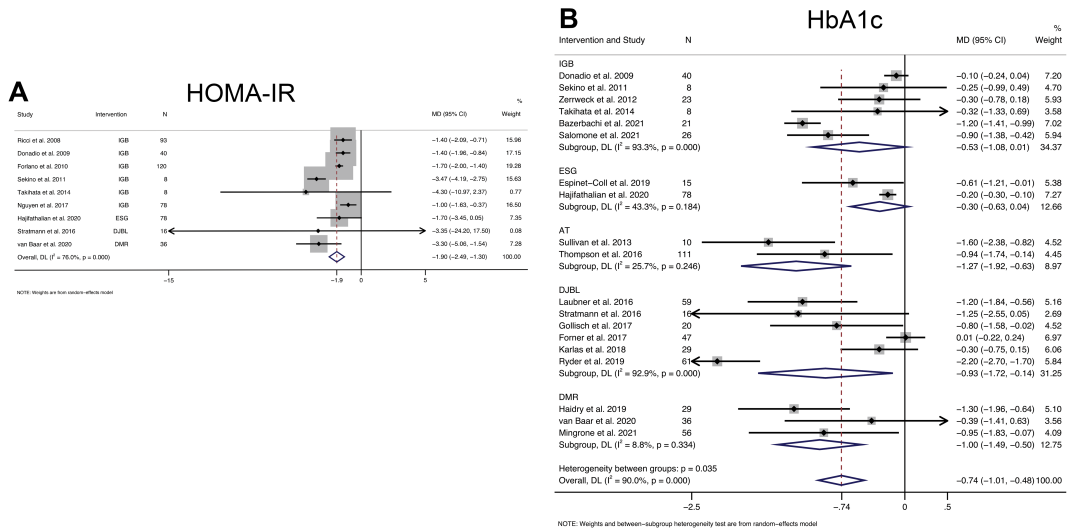 A
HOMA-IR
%
Study Intervention N MD (95% CI) Weight
Ricci et al. 2008 IGB 93 −1.40 (−2.09, −0.71) 15.96
Donadio et al. 2009 IGB 40 −1.40 (−1.96, −0.84) 17.15
Forlano et al. 2010 IGB 120 −1.70 (−2.00, −1.40) 19.28
Sekino et al. 2011 IGB 8 −3.47 (−4.19, −2.75) 15.63
Takihata et al. 2014 IGB 8 −4.30 (−10.97, 2.37) 0.77
Nguyen et al. 2017 IGB 78 −1.00 (−1.63, −0.37) 16.50
Hajifathalian et al. 2020 ESG 78 −1.70 (−3.45, 0.05) 7.35
Stratmann et al. 2016 DJBL 16 −3.35 (−24.20, 17.50) 0.08
van Baar et al. 2020 DMR 36 −3.30 (−5.06, −1.54) 7.28
Overall, DL (I² = 76.0%, p = 0.000) −1.90 (−2.49, −1.30) 100.00
−15 −1.9 0 5
NOTE: Weights are from random−effects model
B
HbA1c
%
Intervention and Study N MD (95% CI) Weight
IGB
Donadio et al. 2009 40 −0.10 (−0.24, 0.04) 7.20
Sekino et al. 2011 8 −0.25 (−0.99, 0.49) 4.70
Zerrweck et al. 2012 23 −0.30 (−0.78, 0.18) 5.93
Takihata et al. 2014 8 −0.32 (−1.33, 0.69) 3.58
Bazerbachi et al. 2021 21 −1.20 (−1.41, −0.99) 7.02
Salomone et al. 2021 26 −0.90 (−1.38, −0.42) 5.94
Subgroup, DL (I² = 93.3%, p = 0.000) −0.53 (−1.08, 0.01) 34.37
ESG
Espinet−Coll et al. 2019 15 −0.61 (−1.21, −0.01) 5.38
Hajifathalian et al. 2020 78 −0.20 (−0.30, −0.10) 7.27
Subgroup, DL (I² = 43.3%, p = 0.184) −0.30 (−0.63, 0.04) 12.66
AT
Sullivan et al. 2013 10 −1.60 (−2.38, −0.82) 4.52
Thompson et al. 2016 111 −0.94 (−1.74, −0.14) 4.45
Subgroup, DL (I² = 25.7%, p = 0.246) −1.27 (−1.92, −0.63) 8.97
DJBL
Laubner et al. 2016 59 −1.20 (−1.84, −0.56) 5.16
Stratmann et al. 2016 16 −1.25 (−2.55, 0.05) 2.69
Gollisch et al. 2017 20 −0.80 (−1.58, −0.02) 4.52
Forner et al. 2017 47 0.01 (−0.22, 0.24) 6.97
Karlas et al. 2018 29 −0.30 (−0.75, 0.15) 6.06
Ryder et al. 2019 61 −2.20 (−2.70, −1.70) 5.84
Subgroup, DL (I² = 92.9%, p = 0.000) −0.93 (−1.72, −0.14) 31.25
DMR
Haidry et al. 2019 29 −1.30 (−1.96, −0.64) 5.10
van Baar et al. 2020 36 −0.39 (−1.41, 0.63) 3.56
Mingrone et al. 2021 56 −0.95 (−1.83, −0.07) 4.09
Subgroup, DL (I² = 8.8%, p = 0.334) −1.00 (−1.49, −0.50) 12.75
Heterogeneity between groups: p = 0.035
Overall, DL (I² = 90.0%, p = 0.000) −0.74 (−1.01, −0.48) 100.00
−2.5 −.74 0 .5
NOTE: Weights and between−subgroup heterogeneity test are from random−effects model